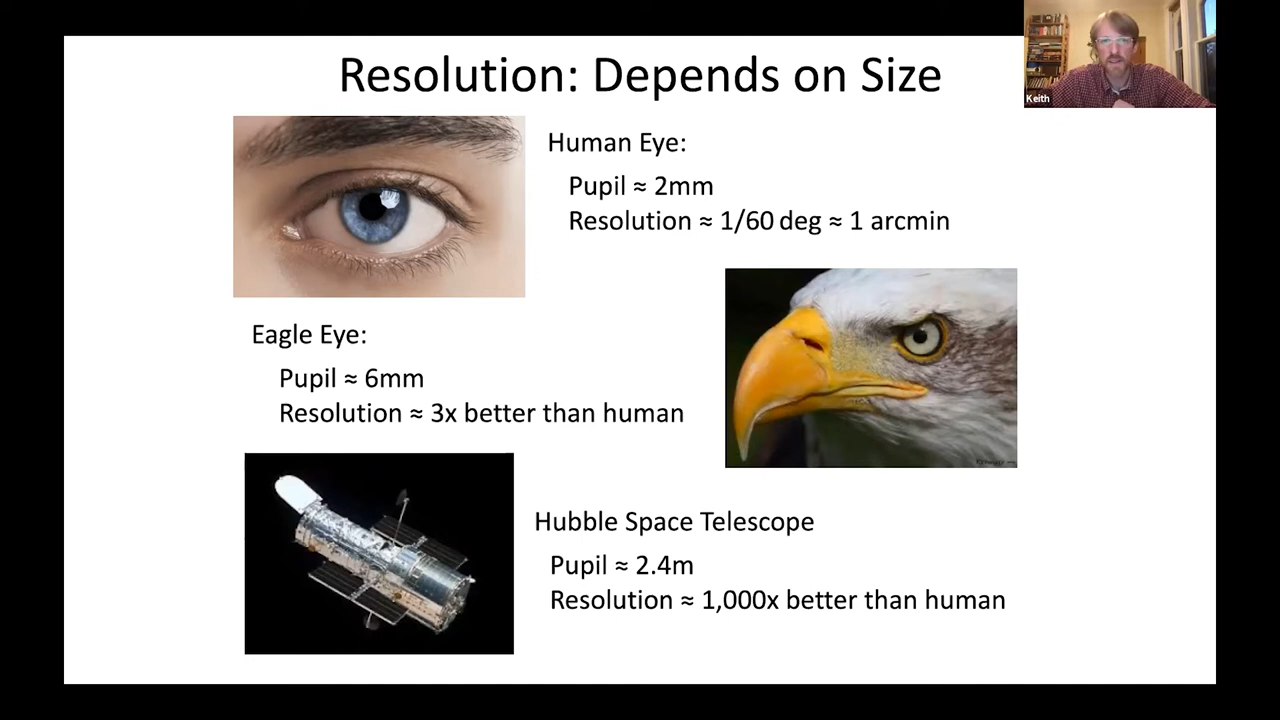 Resolution: Depends on Size
Keith
Human Eye:
Pupil ≈ 2mm
Resolution ≈ 1/60 deg ≈ 1 arcmin
Eagle Eye:
Pupil ≈ 6mm
Resolution ≈ 3x better than human
Hubble Space Telescope
Pupil ≈ 2.4m
Resolution ≈ 1,000x better than human